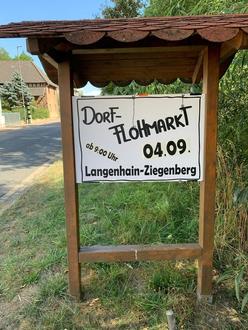 DORF-
FLOHMARKT
ab 9.00 Uhr
04.09.
Langenhain-Ziegenberg